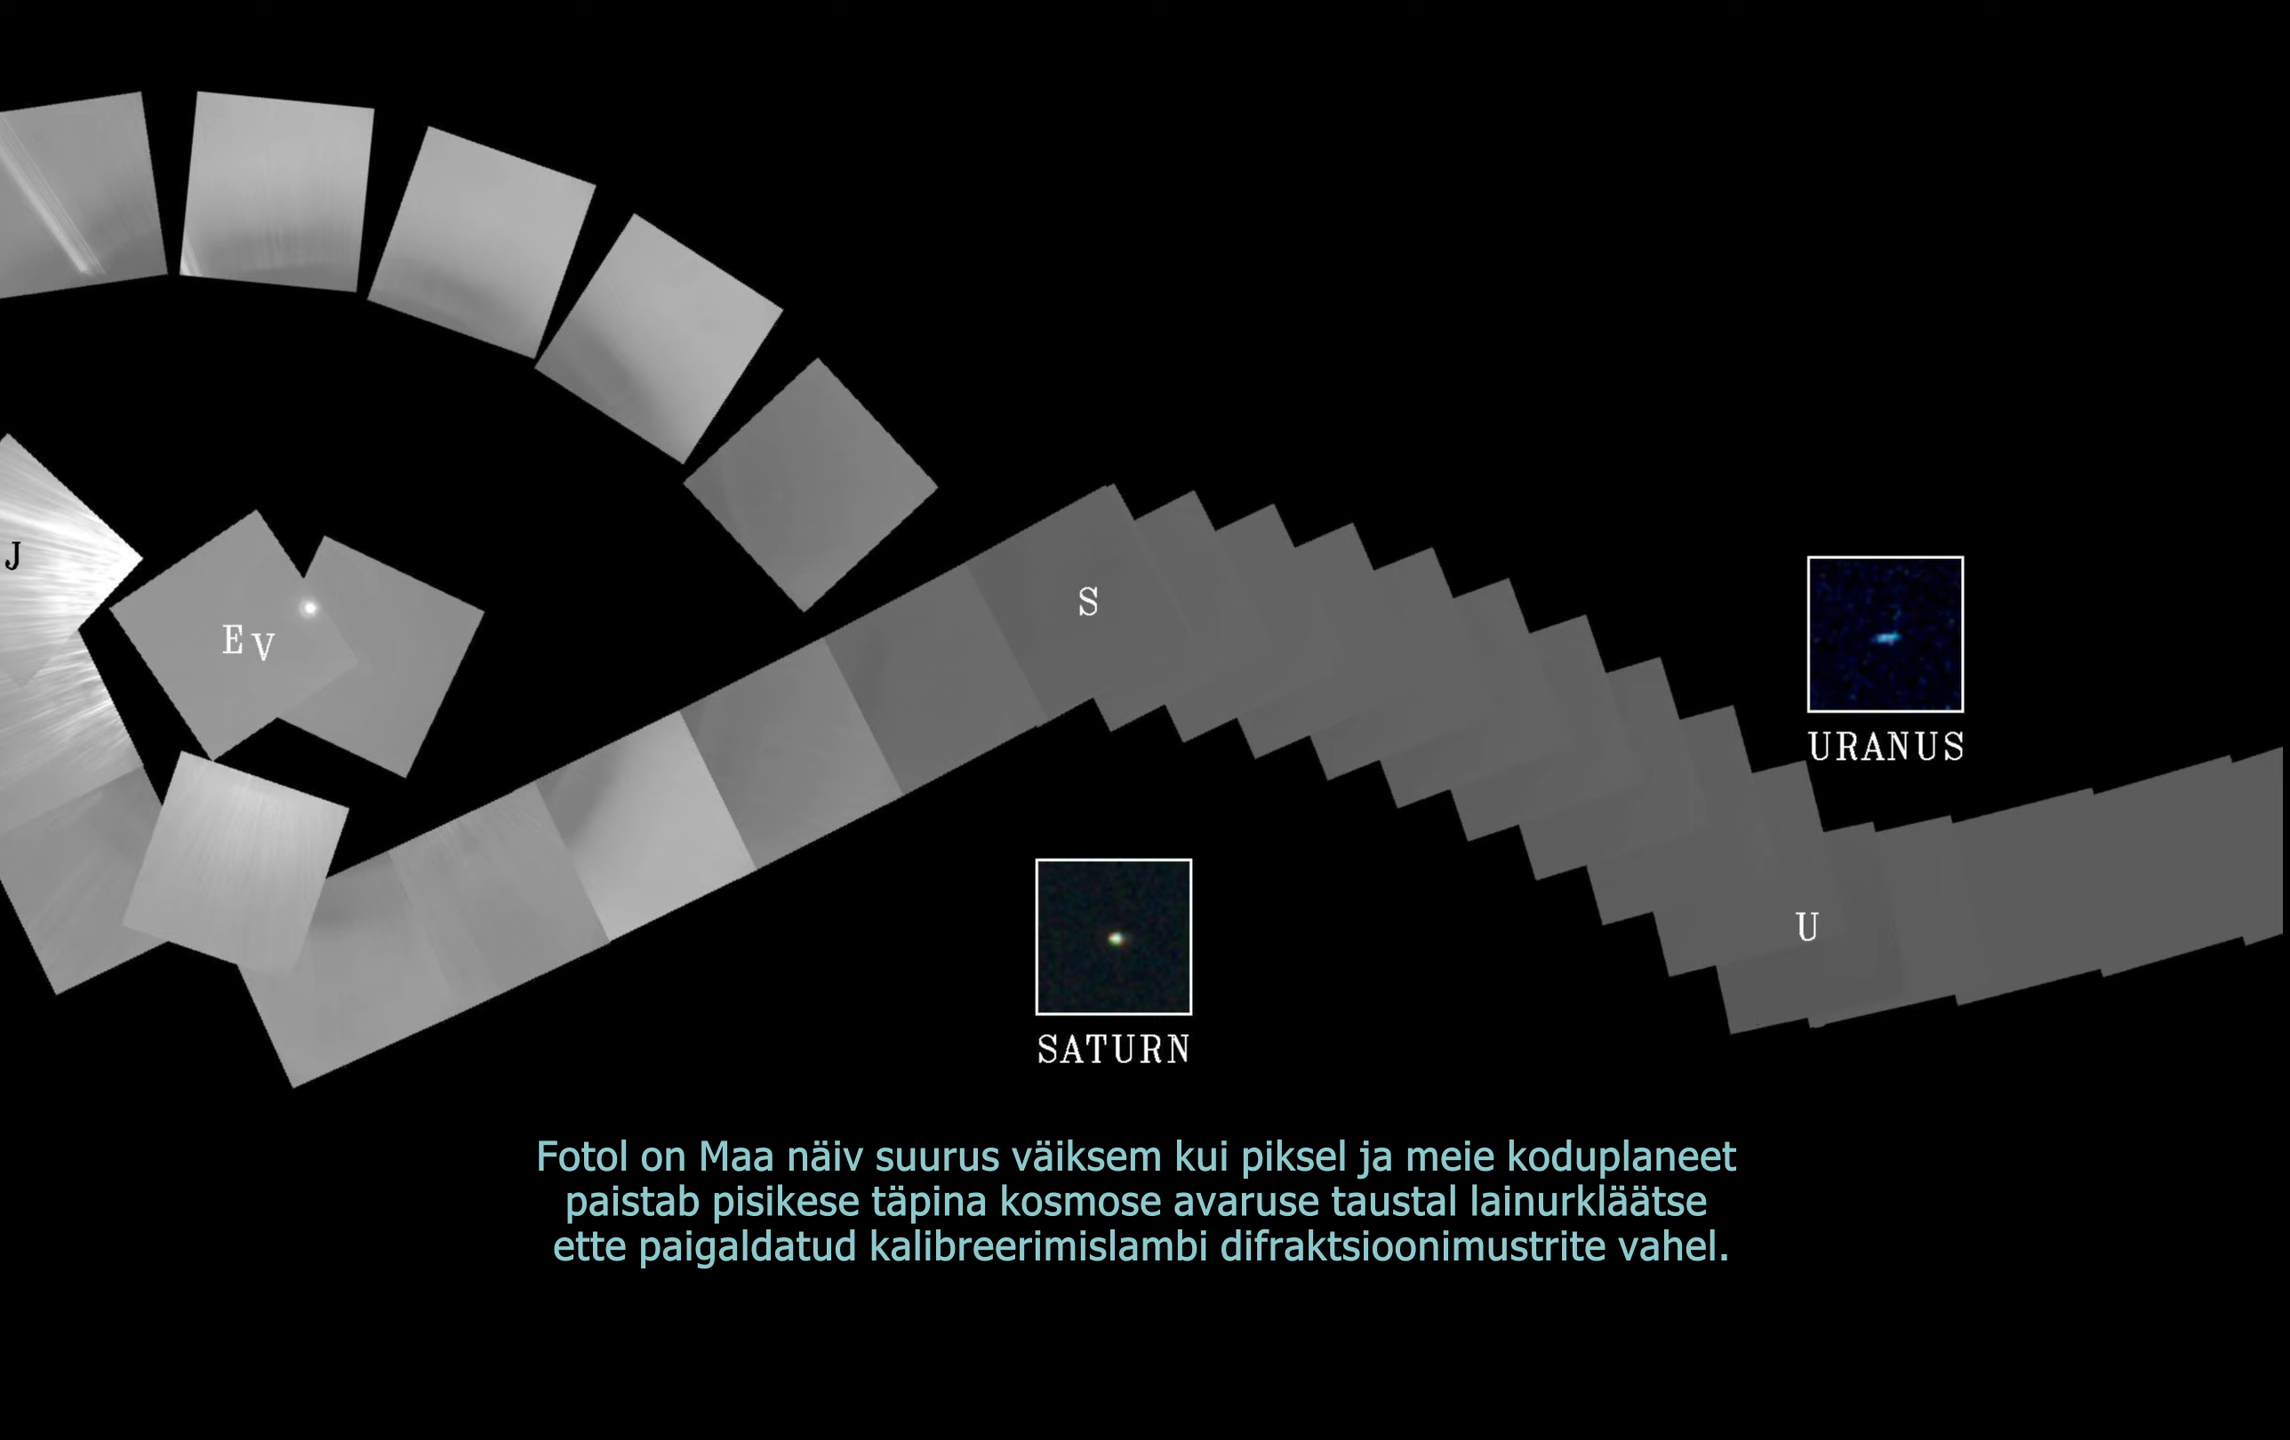 J
E V
S
URANUS
U
SATURN
Fotol on Maa näiv suurus väiksem kui piksel ja meie koduplaneet
paistab pisikese täpina kosmose avaruse taustal lainurkläätse
ette paigaldatud kalibreerimislambi difraktsioonimustrite vahel.